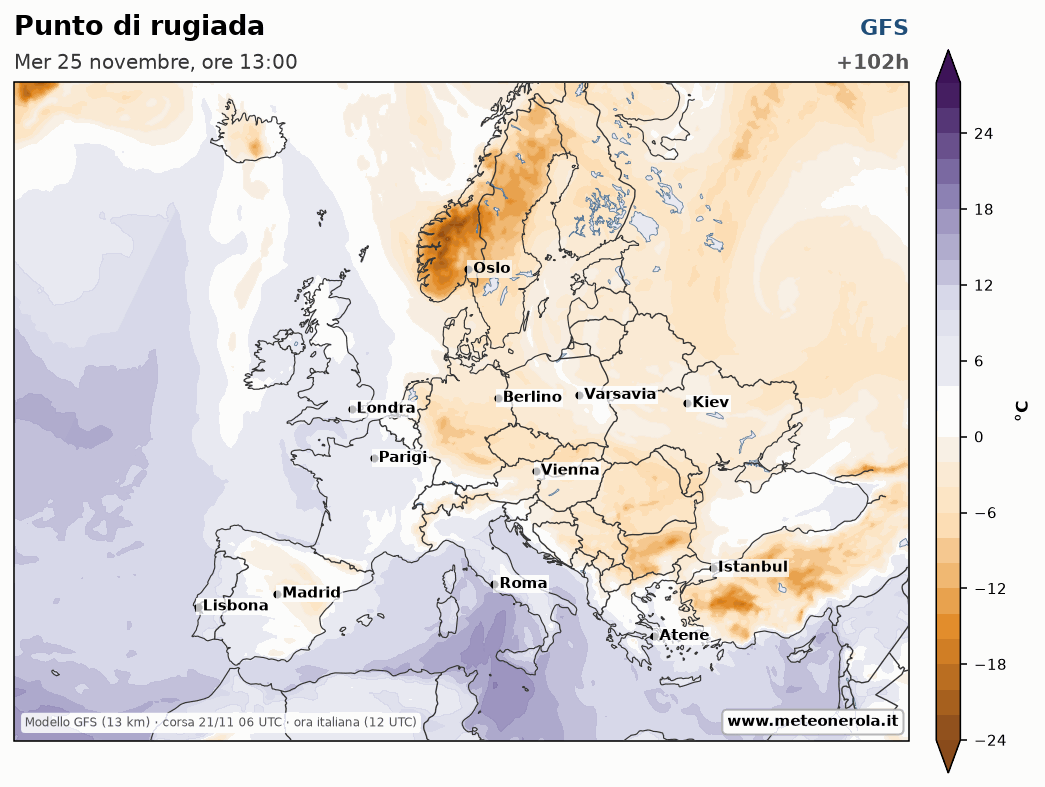 Punto di rugiada
GFS
Mer 25 novembre, ore 13:00
+102h
Oslo
Berlino
Varsavia
Kiev
Londra
Parigi
Vienna
Istanbul
Roma
Madrid
Lisbona
Atene
24
18
12
6
0
−6
−12
−18
−24
°C
Modello GFS (13 km) · corsa 21/11 06 UTC · ora italiana (12 UTC)
www.meteonerola.it